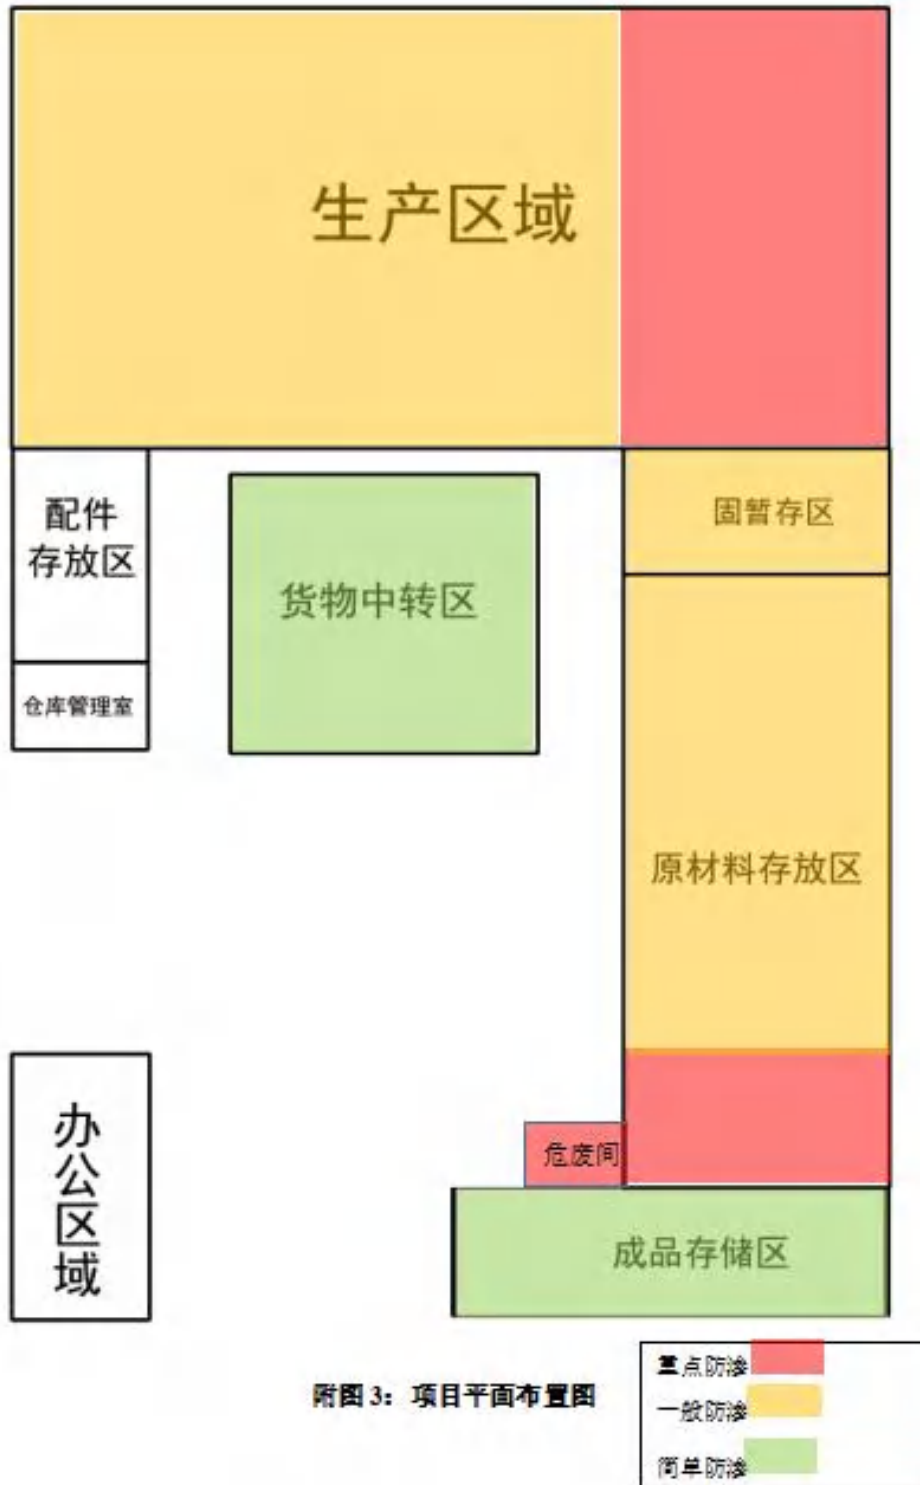 生产区域
配件
存放区
货物中转区
固暂存区
仓库管理室
原材料存放区
办
公
区
域
危废间
成品存储区
附图 3：项目平面布置图
重点防渗
一般防渗
简单防渗